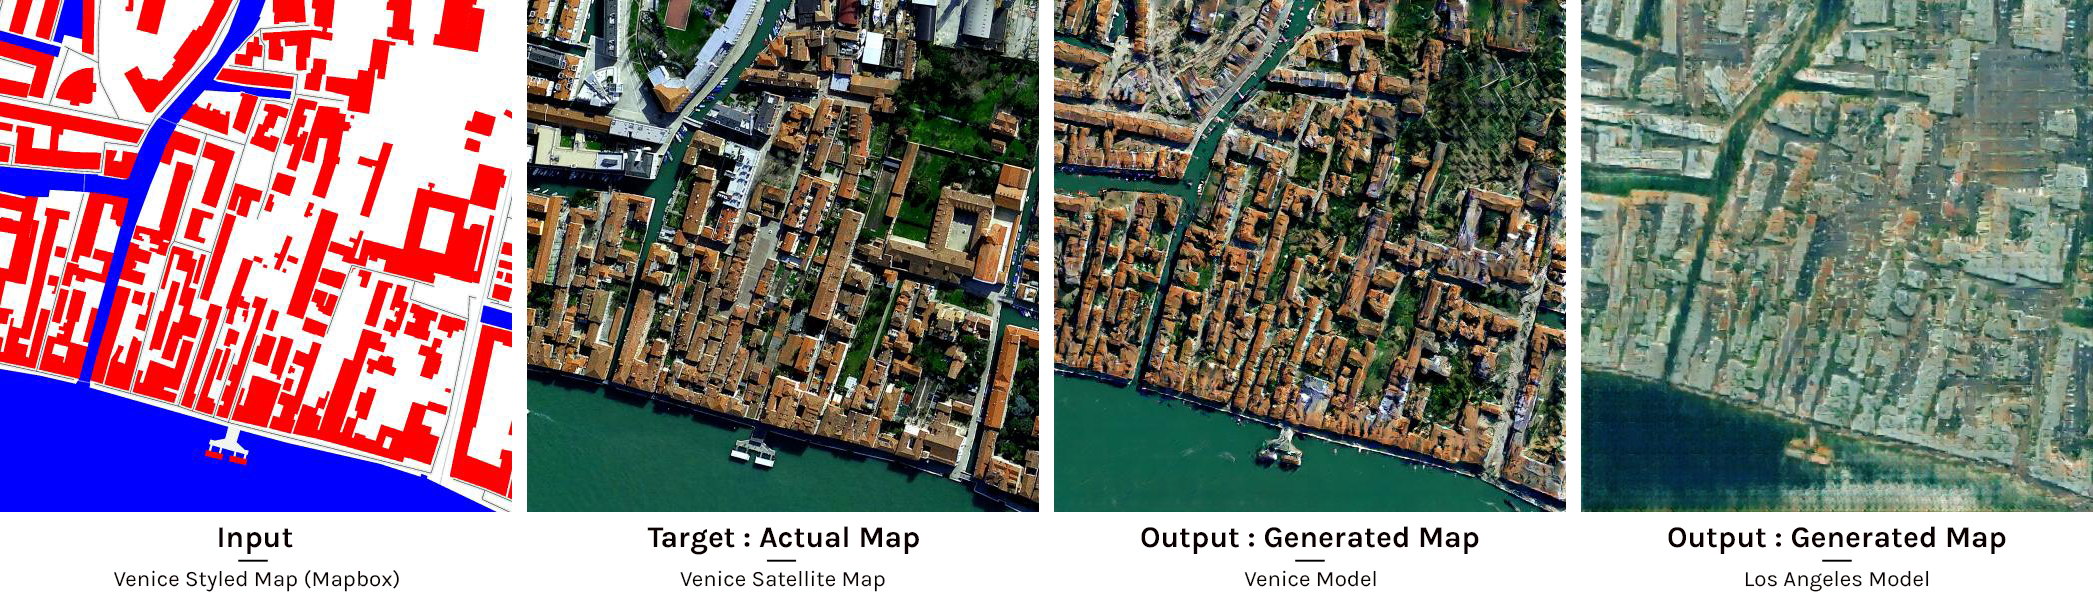 Input
Venice Styled Map (Mapbox)
Target : Actual Map
Venice Satellite Map
Output : Generated Map
Venice Model
Output : Generated Map
Los Angeles Model